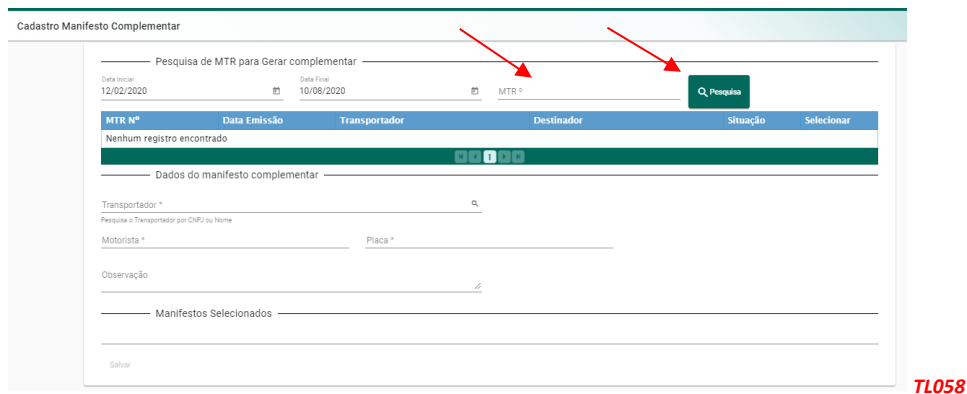 Cadastro Manifesto Complementar
Pesquisa de MTR para Gerar complementar
Data Inicial Data Final
12/02/2020 10/08/2020 MTR º Pesquisa
MTR Nº Data Emissão Transportador Destinador Situação Selecionar
Nenhum registro encontrado
1
Dados do manifesto complementar
Transportador *
Pesquisa o Transportador por CNPJ ou Nome
Motorista * Placa *
Observação
Manifestos Selecionados
Salvar
TL058